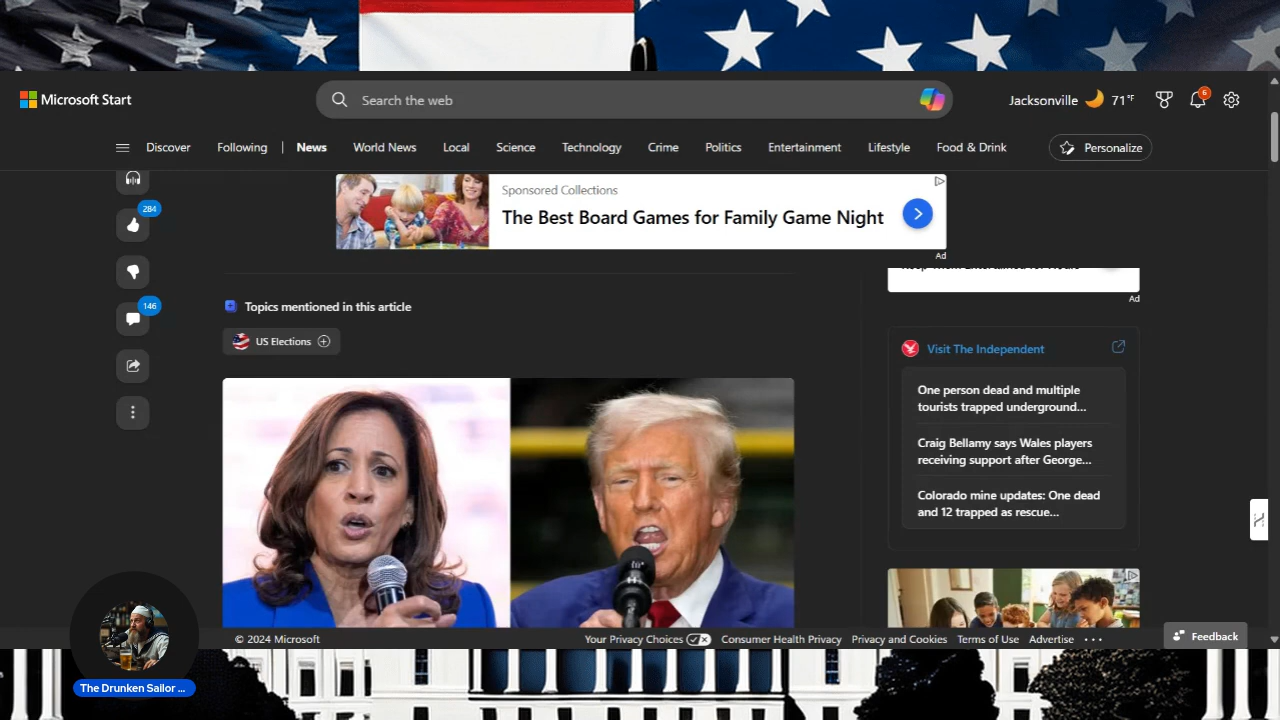 Microsoft Start
Search the web
Jacksonville
71°F
6
Discover
Following
News
World News
Local
Science
Technology
Crime
Politics
Entertainment
Lifestyle
Food & Drink
Personalize
284
146
Sponsored Collections
The Best Board Games for Family Game Night
Ad
Ad
Topics mentioned in this article
US Elections
Visit The Independent
One person dead and multiple
tourists trapped underground...
Craig Bellamy says Wales players
receiving support after George...
Colorado mine updates: One dead
and 12 trapped as rescue...
© 2024 Microsoft
Your Privacy Choices
Consumer Health Privacy
Privacy and Cookies
Terms of Use
Advertise
Feedback
The Drunken Sailor ...